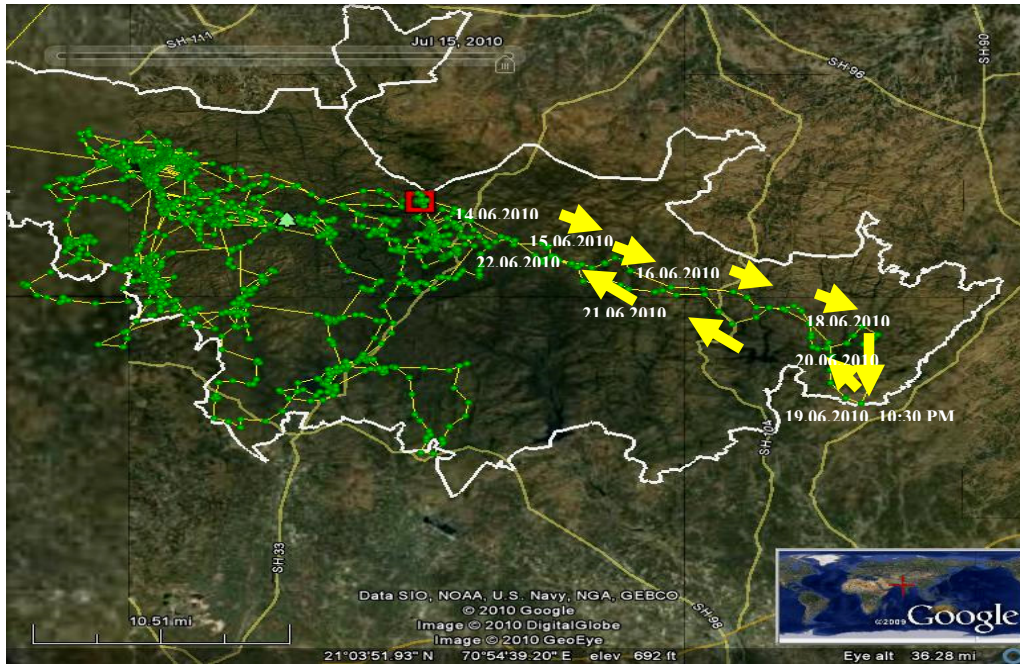 SH 111
Jul 15, 2010
SH-96
SH-90
14.06.2010
15.06.2010
22.06.2010
16.06.2010
21.06.2010
18.06.2010
20.06.2010
19.06.2010 10:30 PM
SH-10A
SH-33
SH-96
10.51 mi
Data SIO, NOAA, U.S. Navy, NGA, GEBCO
© 2010 Google
Image © 2010 DigitalGlobe
Image © 2010 GeoEye
©2009 Google
21°03'51.93" N 70°54'39.20" E elev 692 ft
Eye alt 36.28 mi